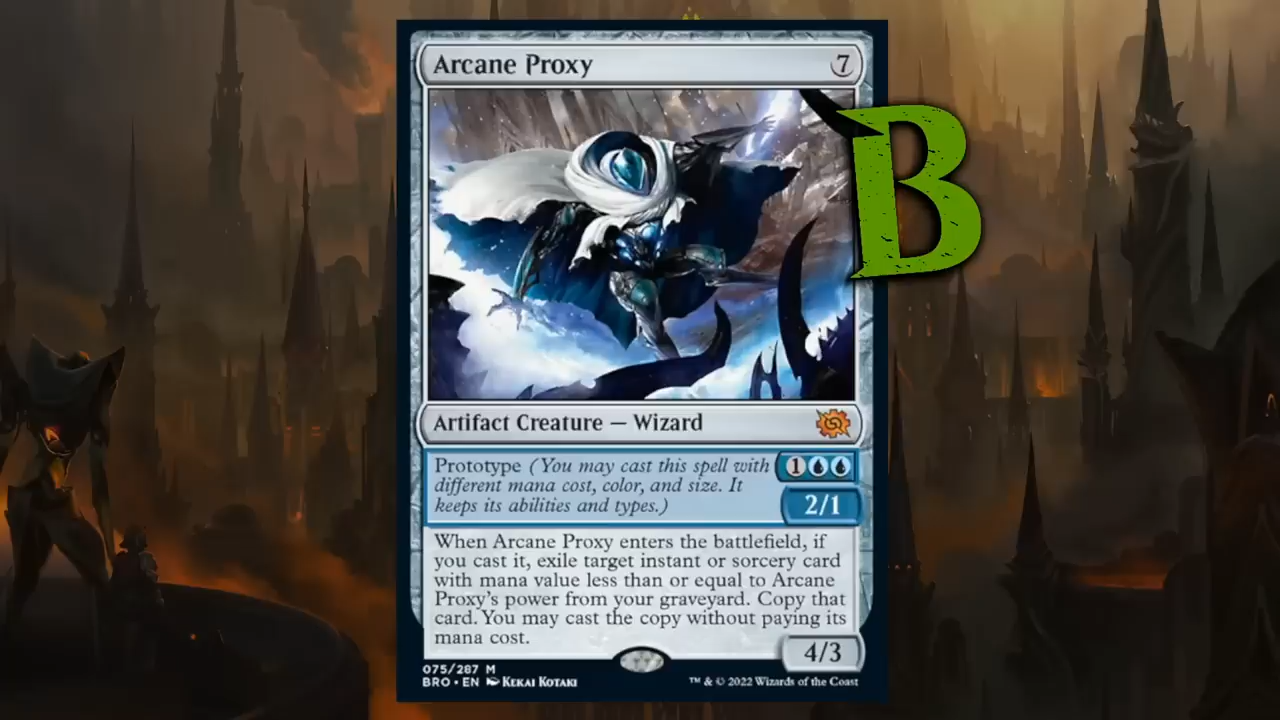 Arcane Proxy 7
B
Artifact Creature — Wizard
Prototype (You may cast this spell with 1
different mana cost, color, and size. It
keeps its abilities and types.) 2/1
When Arcane Proxy enters the battlefield, if
you cast it, exile target instant or sorcery card
with mana value less than or equal to Arcane
Proxy's power from your graveyard. Copy that
card. You may cast the copy without paying its
mana cost.
4/3
075/287 M
BRO • EN Kekai Kotaki ™ & © 2022 Wizards of the Coast